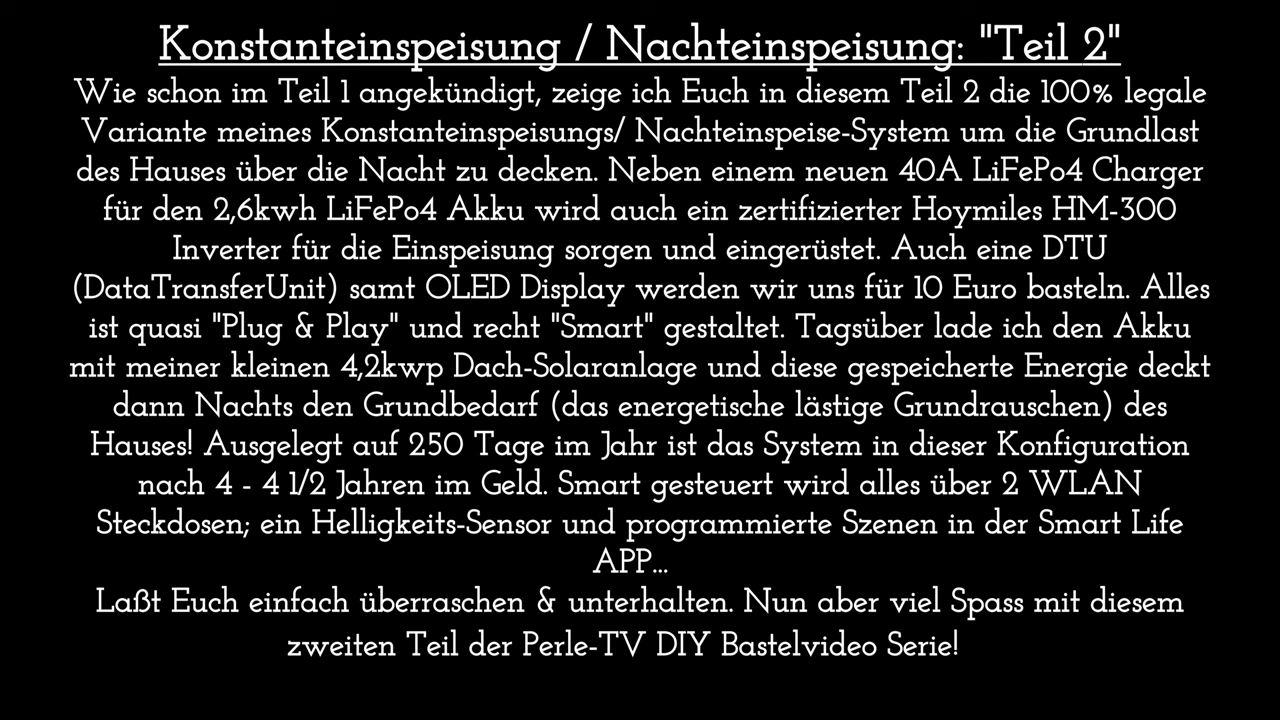 Konstanteinspeisung / Nachteinspeisung: "Teil 2"
Wie schon im Teil 1 angekündigt, zeige ich Euch in diesem Teil 2 die 100% legale
Variante meines Konstanteinspeisungs/ Nachteinspeise-System um die Grundlast
des Hauses über die Nacht zu decken. Neben einem neuen 40A LiFePo4 Charger
für den 2,6kwh LiFePo4 Akku wird auch ein zertifizierter Hoymiles HM-300
Inverter für die Einspeisung sorgen und eingerüstet. Auch eine DTU
(DataTransferUnit) samt OLED Display werden wir uns für 10 Euro basteln. Alles
ist quasi "Plug & Play" und recht "Smart" gestaltet. Tagsüber lade ich den Akku
mit meiner kleinen 4,2kwp Dach-Solaranlage und diese gespeicherte Energie deckt
dann Nachts den Grundbedarf (das energetische lästige Grundrauschen) des
Hauses! Ausgelegt auf 250 Tage im Jahr ist das System in dieser Konfiguration
nach 4 - 4 1/2 Jahren im Geld. Smart gesteuert wird alles über 2 WLAN
Steckdosen; ein Helligkeits-Sensor und programmierte Szenen in der Smart Life
APP...
Laßt Euch einfach überraschen & unterhalten. Nun aber viel Spass mit diesem
zweiten Teil der Perle-TV DIY Bastelvideo Serie!